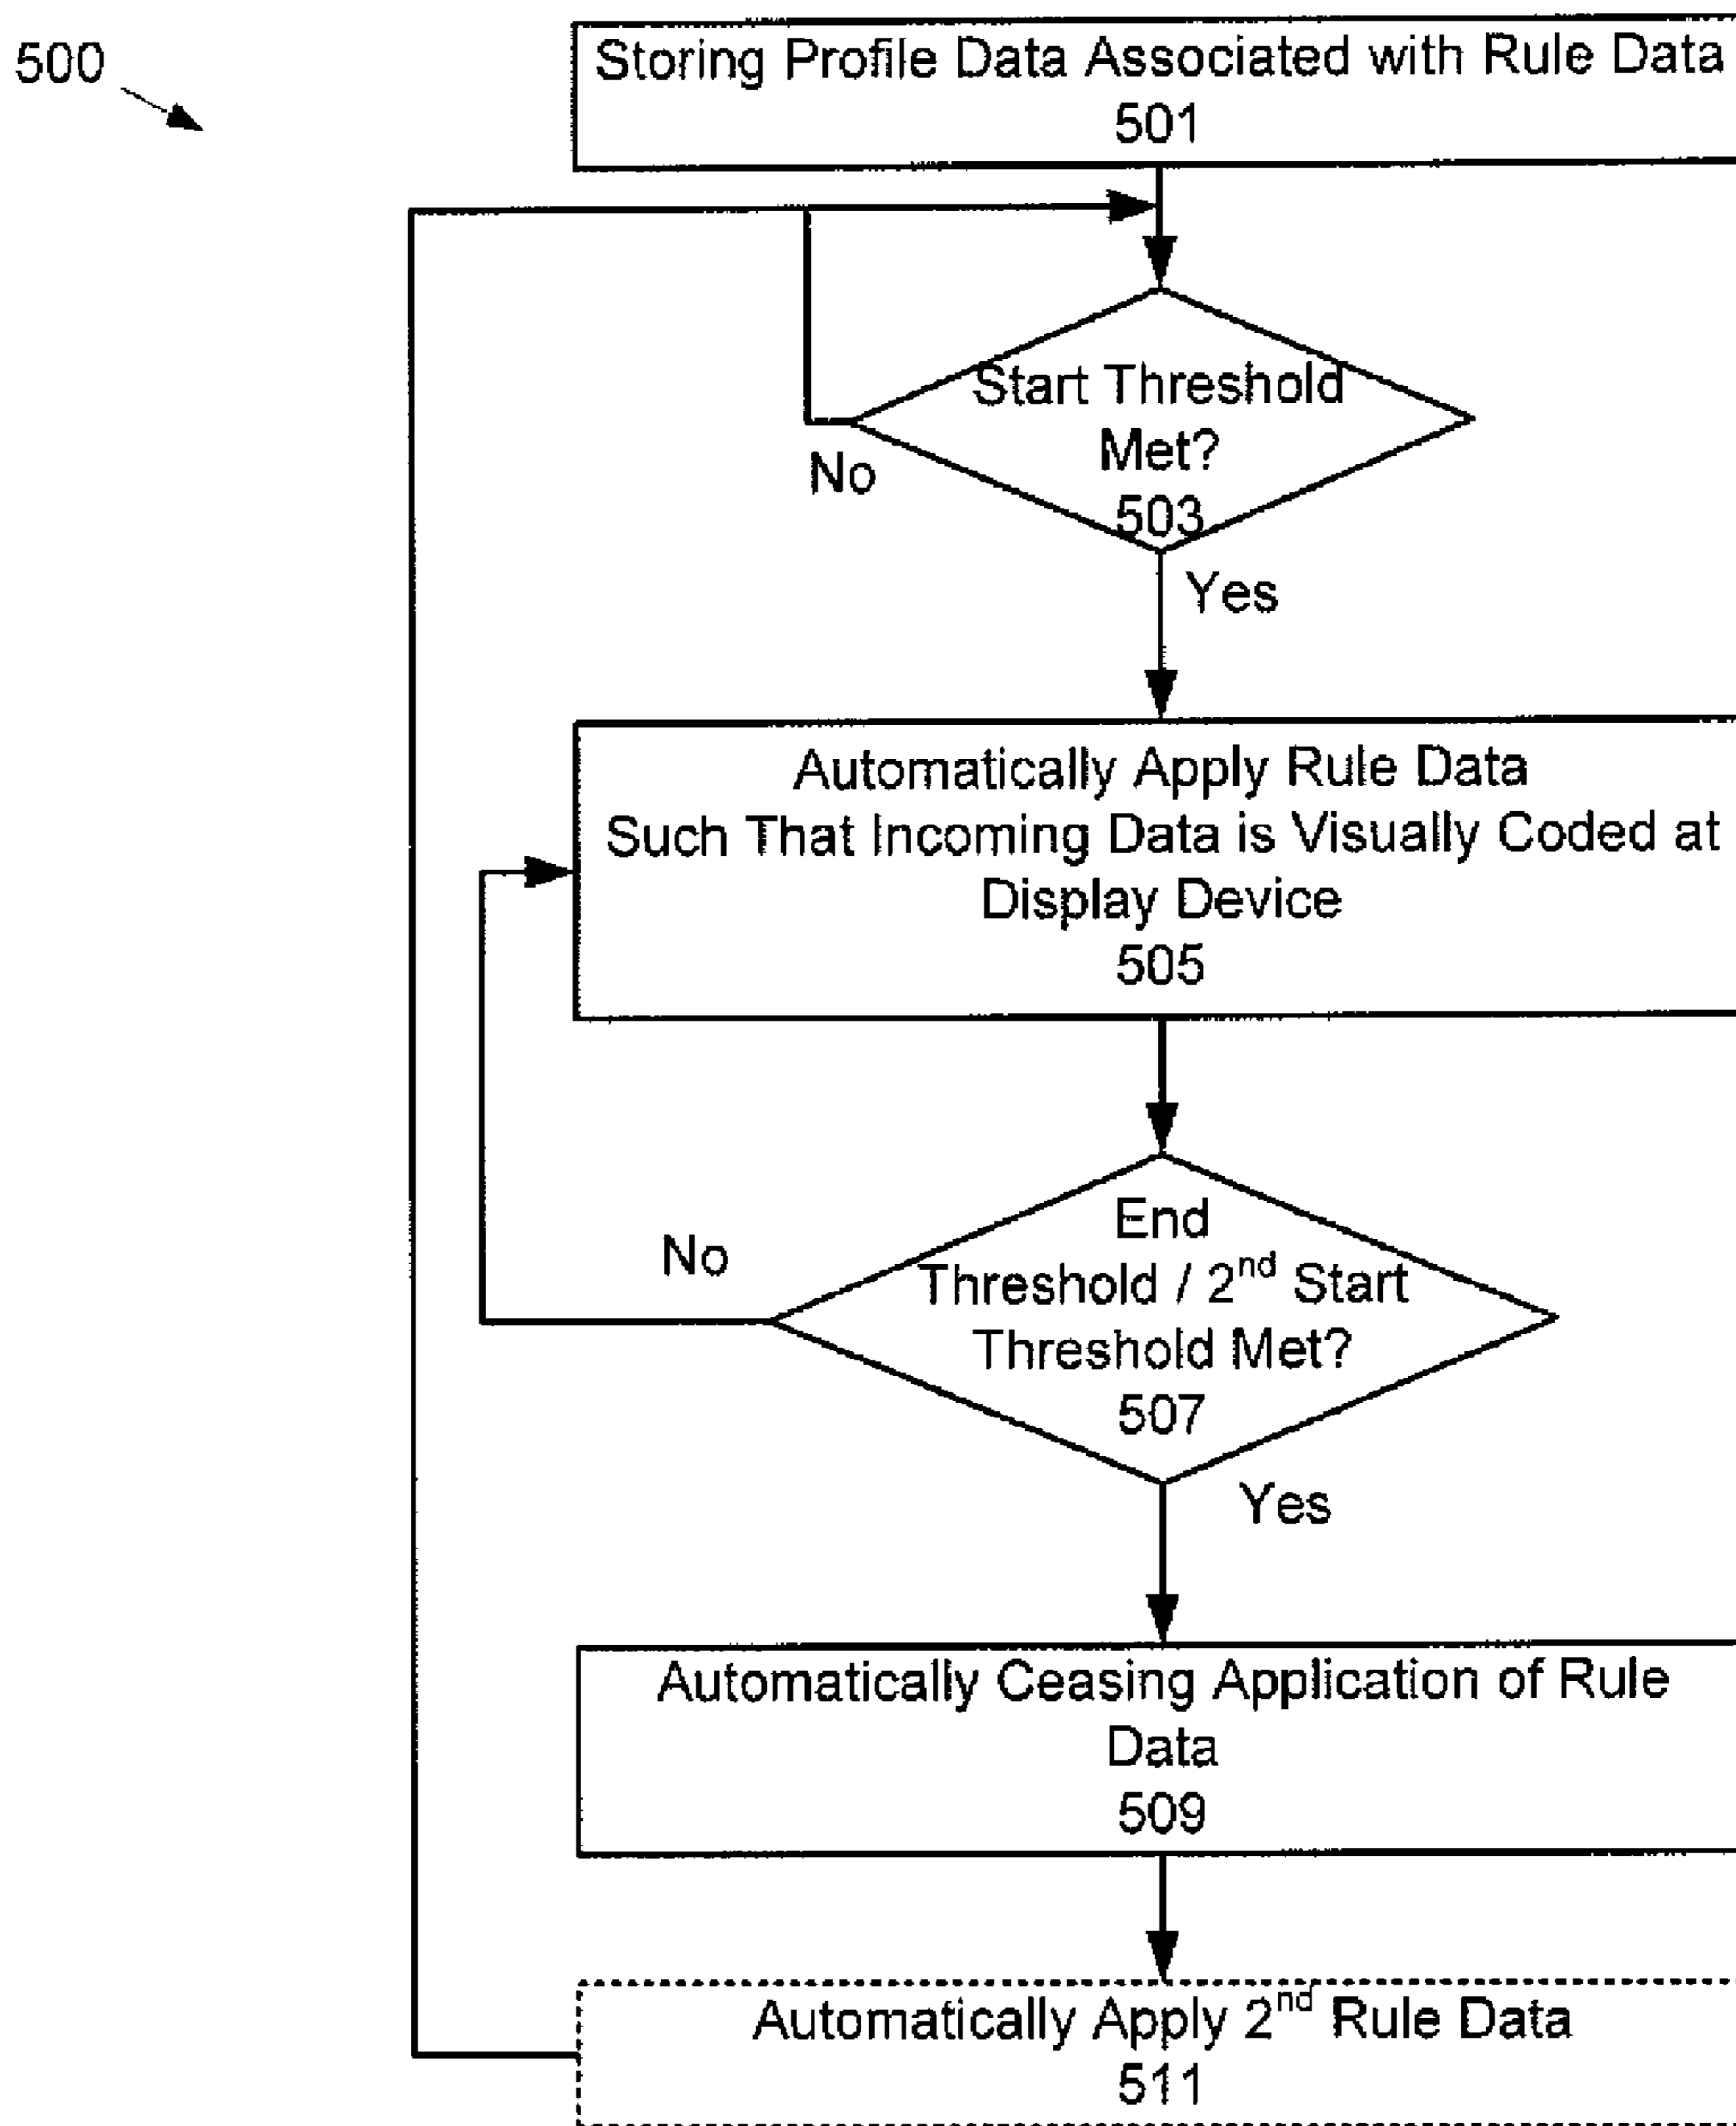 500
Storing Profile Data Associated with Rule Data
501
Start Threshold
Met?
503
No
Yes
Automatically Apply Rule Data
Such That Incoming Data is Visually Coded at
Display Device
505
End
Threshold / 2nd Start
Threshold Met?
507
No
Yes
Automatically Ceasing Application of Rule
Data
509
Automatically Apply 2nd Rule Data
511